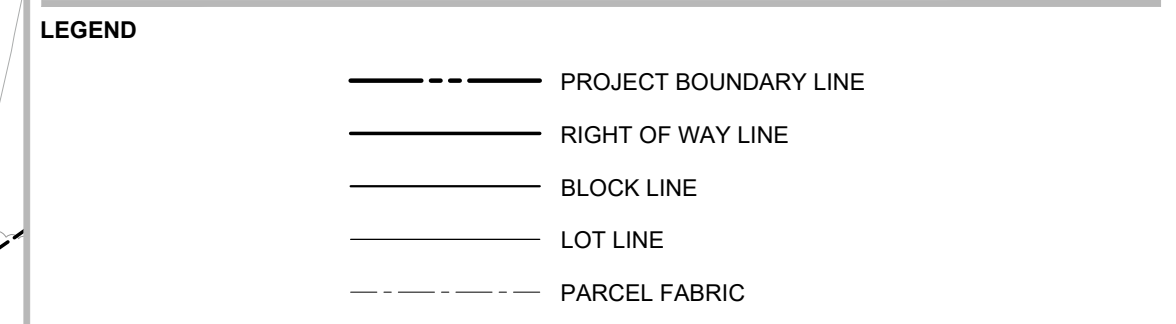 LEGEND
PROJECT BOUNDARY LINE
RIGHT OF WAY LINE
BLOCK LINE
LOT LINE
PARCEL FABRIC